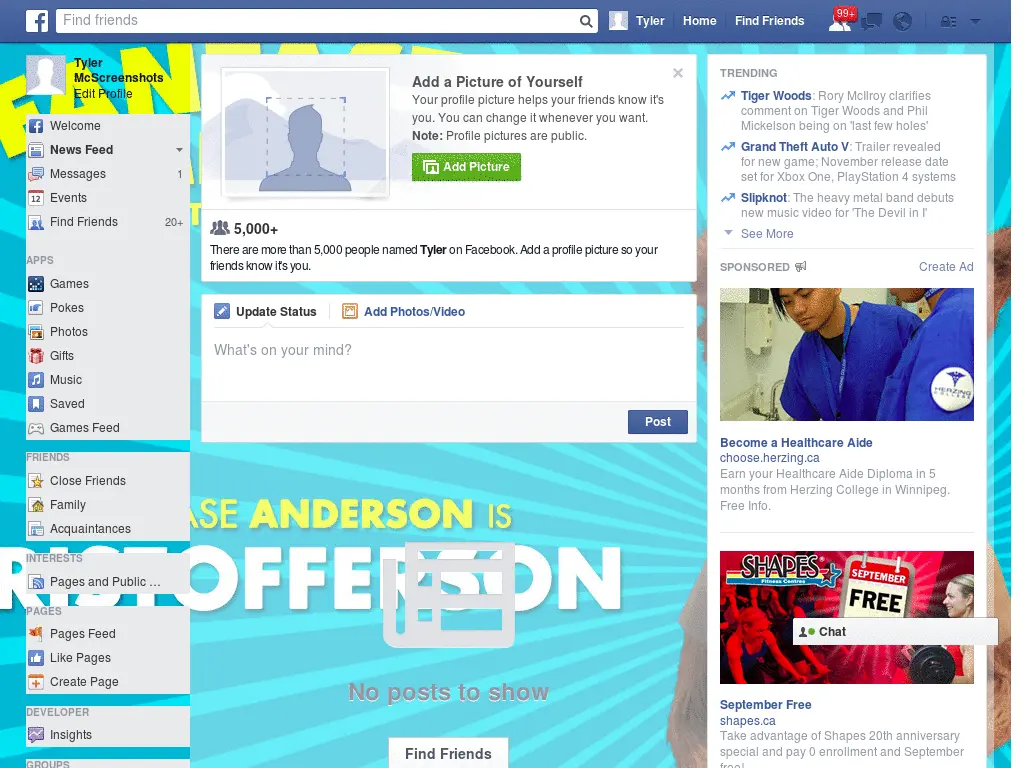 Find friends
Tyler
Home
Find Friends
99+
Tyler
McScreenshots
Edit Profile
Welcome
News Feed
Messages 1
12 Events
Find Friends 20+
APPS
Games
Pokes
Photos
Gifts
Music
Saved
Games Feed
FRIENDS
Close Friends
Family
Acquaintances
INTERESTS
Pages and Public ...
PAGES
Pages Feed
Like Pages
Create Page
DEVELOPER
Insights
GROUPS
Add a Picture of Yourself
Your profile picture helps your friends know it's
you. You can change it whenever you want.
Note: Profile pictures are public.
Add Picture
5,000+
There are more than 5,000 people named Tyler on Facebook. Add a profile picture so your
friends know it's you.
Update Status
Add Photos/Video
What's on your mind?
Post
ASE ANDERSON IS
RISTOFFERSON
No posts to show
Find Friends
TRENDING
Tiger Woods: Rory McIlroy clarifies
comment on Tiger Woods and Phil
Mickelson being on 'last few holes'
Grand Theft Auto V: Trailer revealed
for new game; November release date
set for Xbox One, PlayStation 4 systems
Slipknot: The heavy metal band debuts
new music video for 'The Devil in I'
See More
SPONSORED
Create Ad
HERZING
COLLEGE
Become a Healthcare Aide
choose.herzing.ca
Earn your Healthcare Aide Diploma in 5
months from Herzing College in Winnipeg.
Free Info.
SHAPES
Fitness Centres
SEPTEMBER
FREE
Chat
September Free
shapes.ca
Take advantage of Shapes 20th anniversary
special and pay 0 enrollment and September
free!